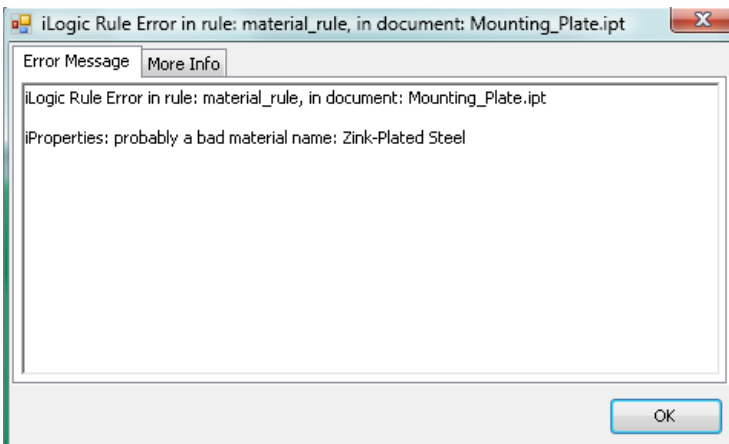 iLogic Rule Error in rule: material_rule, in document: Mounting_Plate.ipt
Error Message
More Info
iLogic Rule Error in rule: material_rule, in document: Mounting_Plate.ipt
iProperties: probably a bad material name: Zink-Plated Steel
OK